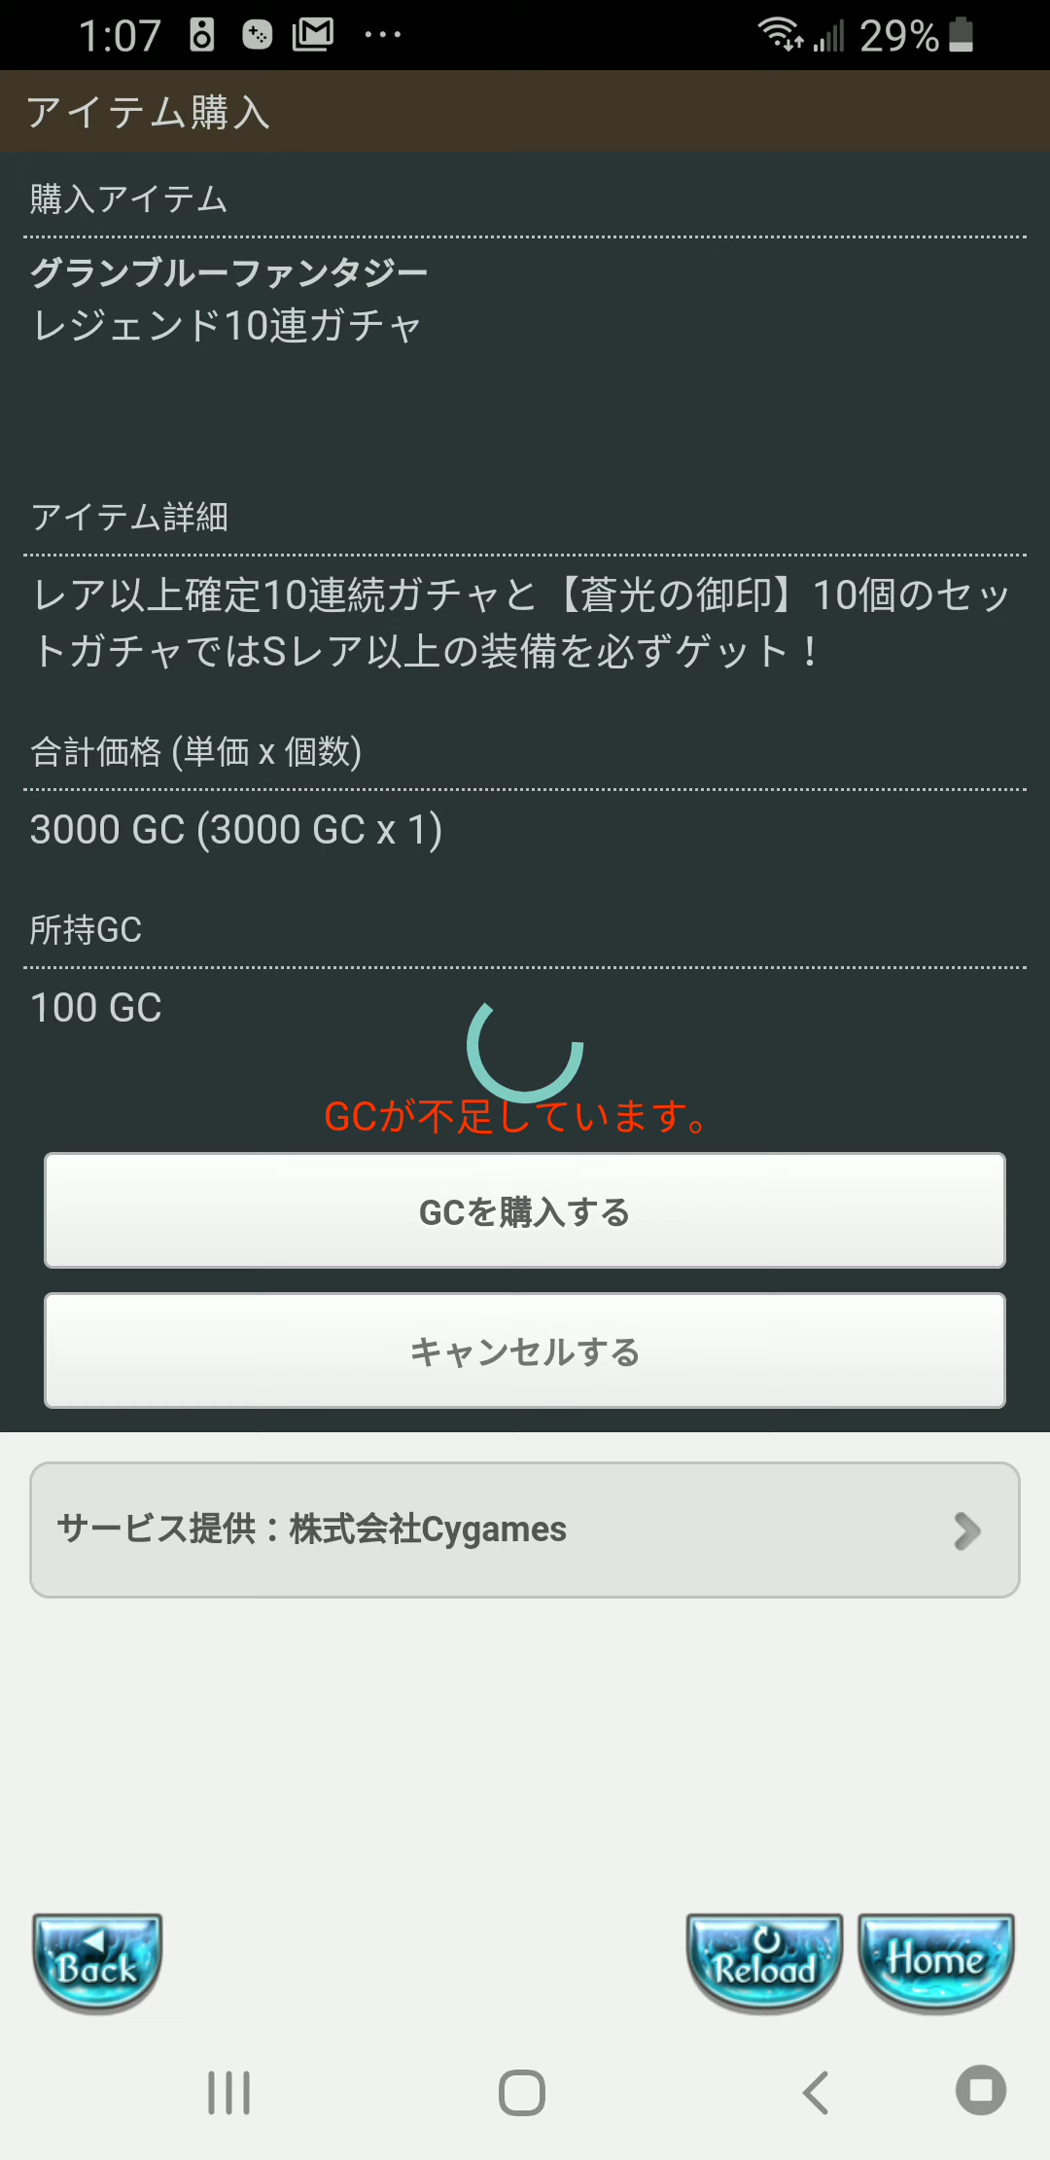 1:07
29%
アイテム購入
購入アイテム
グランブルーファンタジー
レジェンド10連ガチャ
アイテム詳細
レア以上確定10連続ガチャと【蒼光の御印】10個のセッ
トガチャではSレア以上の装備を必ずゲット！
合計価格 (単価 x 個数)
3000 GC (3000 GC x 1)
所持GC
100 GC
GCが不足しています。
GCを購入する
キャンセルする
サービス提供：株式会社Cygames
Back
Reload
Home